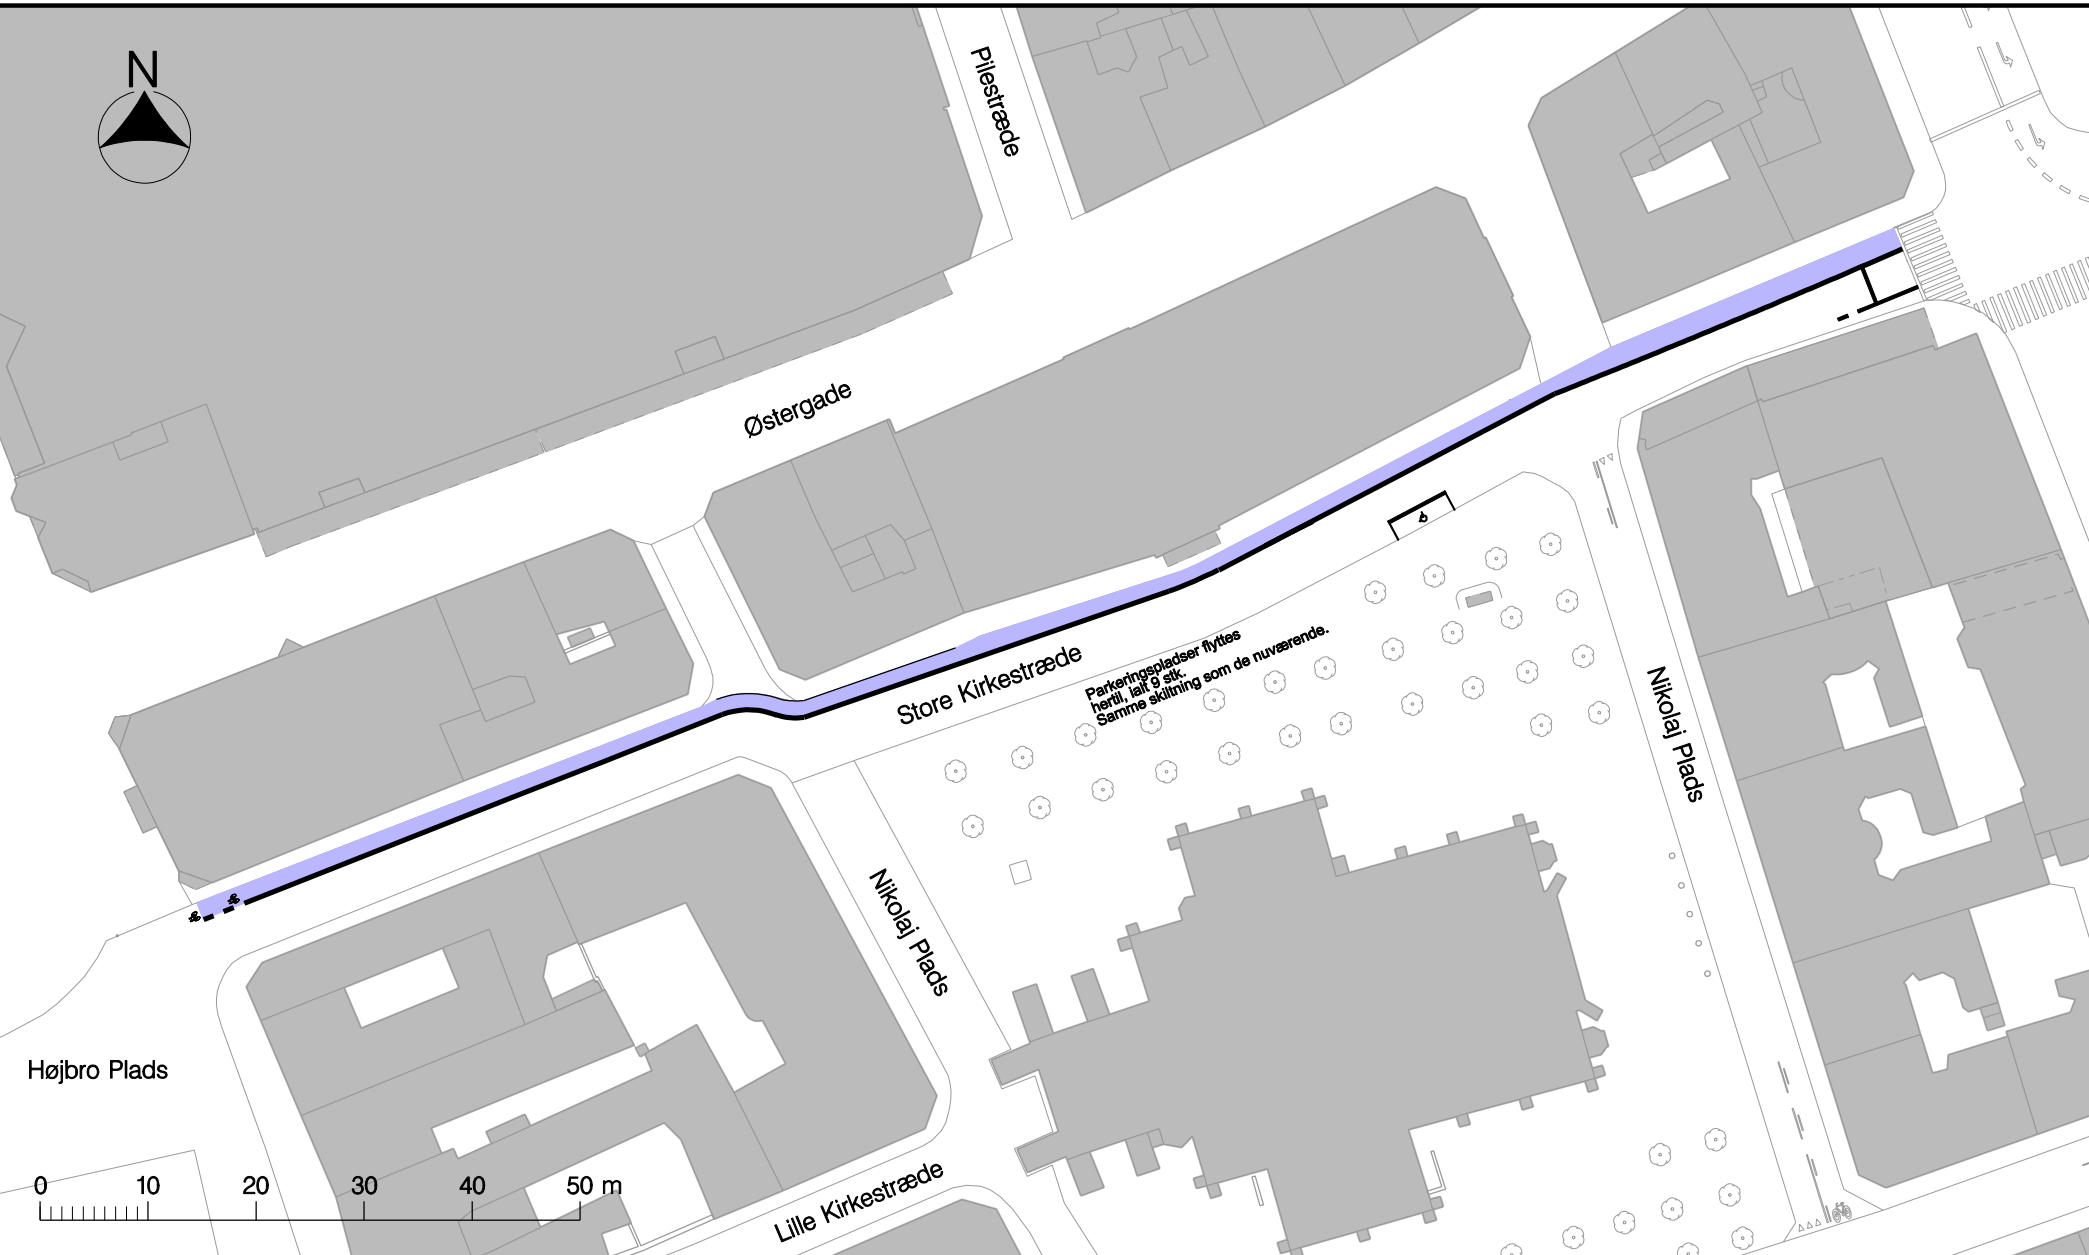 N
Pilestræde
Østergade
Store Kirkestræde
Parkeringspladser flyttes
hertil, ialt 9 stk.
Samme skiltning som de nuværende.
Nikolaj Plads
Nikolaj Plads
Højbro Plads
Lille Kirkestræde
0 10 20 30 40 50 m